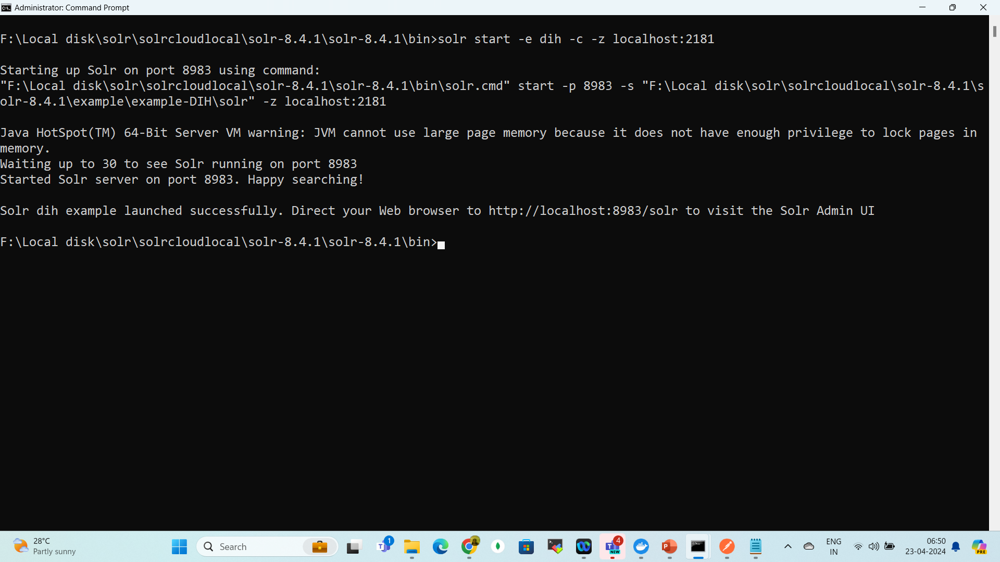 Administrator: Command Prompt
F:\Local disk\solr\solrcloudlocal\solr-8.4.1\solr-8.4.1\bin>solr start -e dih -c -z localhost:2181
Starting up Solr on port 8983 using command:
"F:\Local disk\solr\solrcloudlocal\solr-8.4.1\solr-8.4.1\bin\solr.cmd" start -p 8983 -s "F:\Local disk\solr\solrcloudlocal\solr-8.4.1\s
olr-8.4.1\example\example-DIH\solr" -z localhost:2181
Java HotSpot(TM) 64-Bit Server VM warning: JVM cannot use large page memory because it does not have enough privilege to lock pages in
memory.
Waiting up to 30 to see Solr running on port 8983
Started Solr server on port 8983. Happy searching!
Solr dih example launched successfully. Direct your Web browser to http://localhost:8983/solr to visit the Solr Admin UI
F:\Local disk\solr\solrcloudlocal\solr-8.4.1\solr-8.4.1\bin>
28°C
Partly sunny
Search
1
4
NEW
ENG
IN
06:50
23-04-2024
PRE